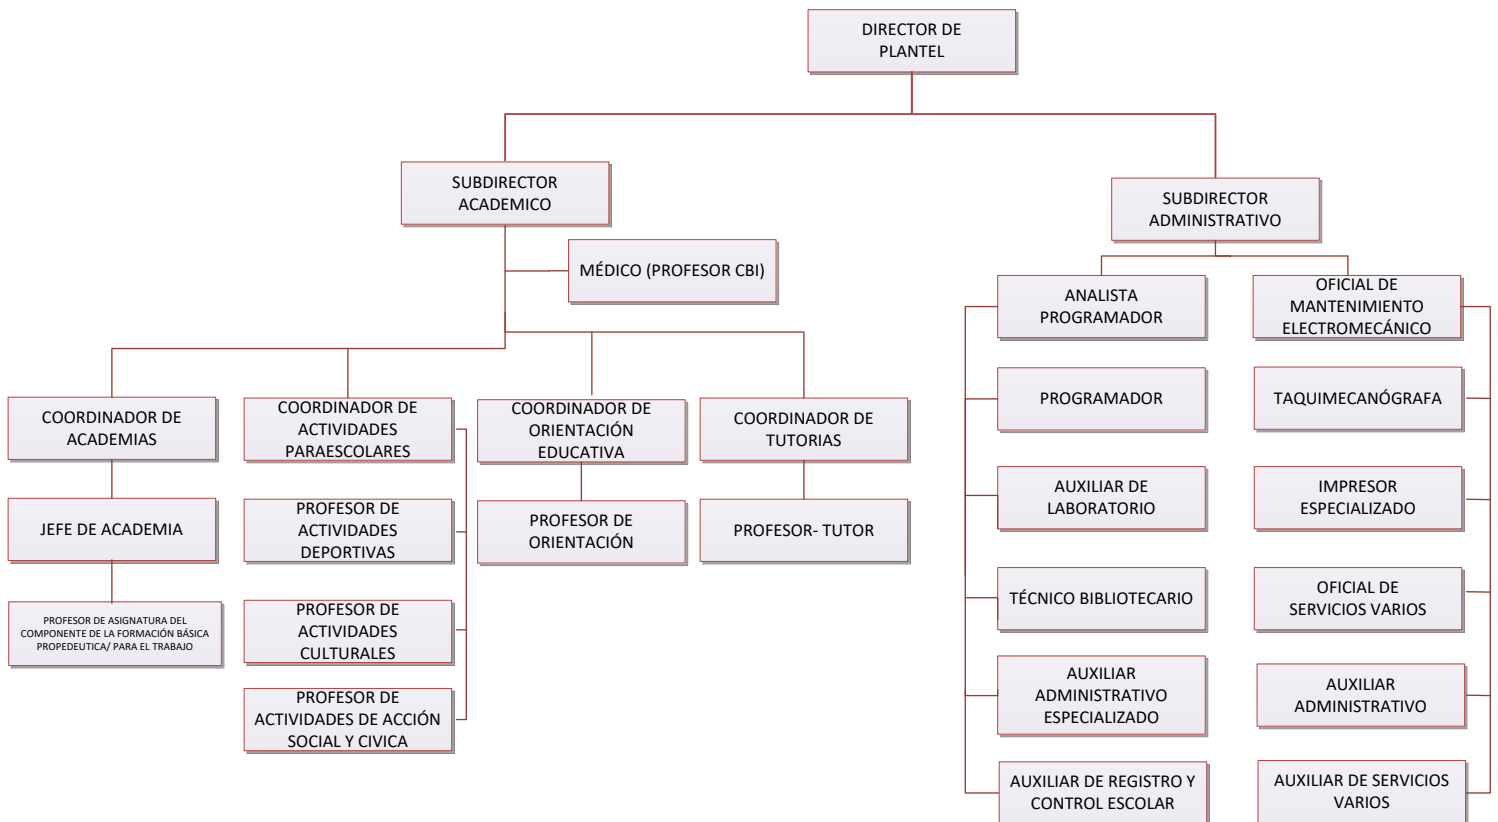 DIRECTOR DE
PLANTEL
SUBDIRECTOR
ACADEMICO
SUBDIRECTOR
ADMINISTRATIVO
MÉDICO (PROFESOR CBI)
COORDINADOR DE
ACADEMIAS
JEFE DE ACADEMIA
PROFESOR DE ASIGNATURA DEL
COMPONENTE DE LA FORMACIÓN BÁSICA
PROPEDEUTICA/ PARA EL TRABAJO
COORDINADOR DE
ACTIVIDADES
PARAESCOLARES
PROFESOR DE
ACTIVIDADES
DEPORTIVAS
PROFESOR DE
ACTIVIDADES
CULTURALES
PROFESOR DE
ACTIVIDADES DE ACCIÓN
SOCIAL Y CIVICA
COORDINADOR DE
ORIENTACIÓN
EDUCATIVA
PROFESOR DE
ORIENTACIÓN
COORDINADOR DE
TUTORIAS
PROFESOR- TUTOR
ANALISTA
PROGRAMADOR
PROGRAMADOR
AUXILIAR DE
LABORATORIO
TÉCNICO BIBLIOTECARIO
AUXILIAR
ADMINISTRATIVO
ESPECIALIZADO
AUXILIAR DE REGISTRO Y
CONTROL ESCOLAR
OFICIAL DE
MANTENIMIENTO
ELECTROMECÁNICO
TAQUIMECANÓGRAFA
IMPRESOR
ESPECIALIZADO
OFICIAL DE
SERVICIOS VARIOS
AUXILIAR
ADMINISTRATIVO
AUXILIAR DE SERVICIOS
VARIOS